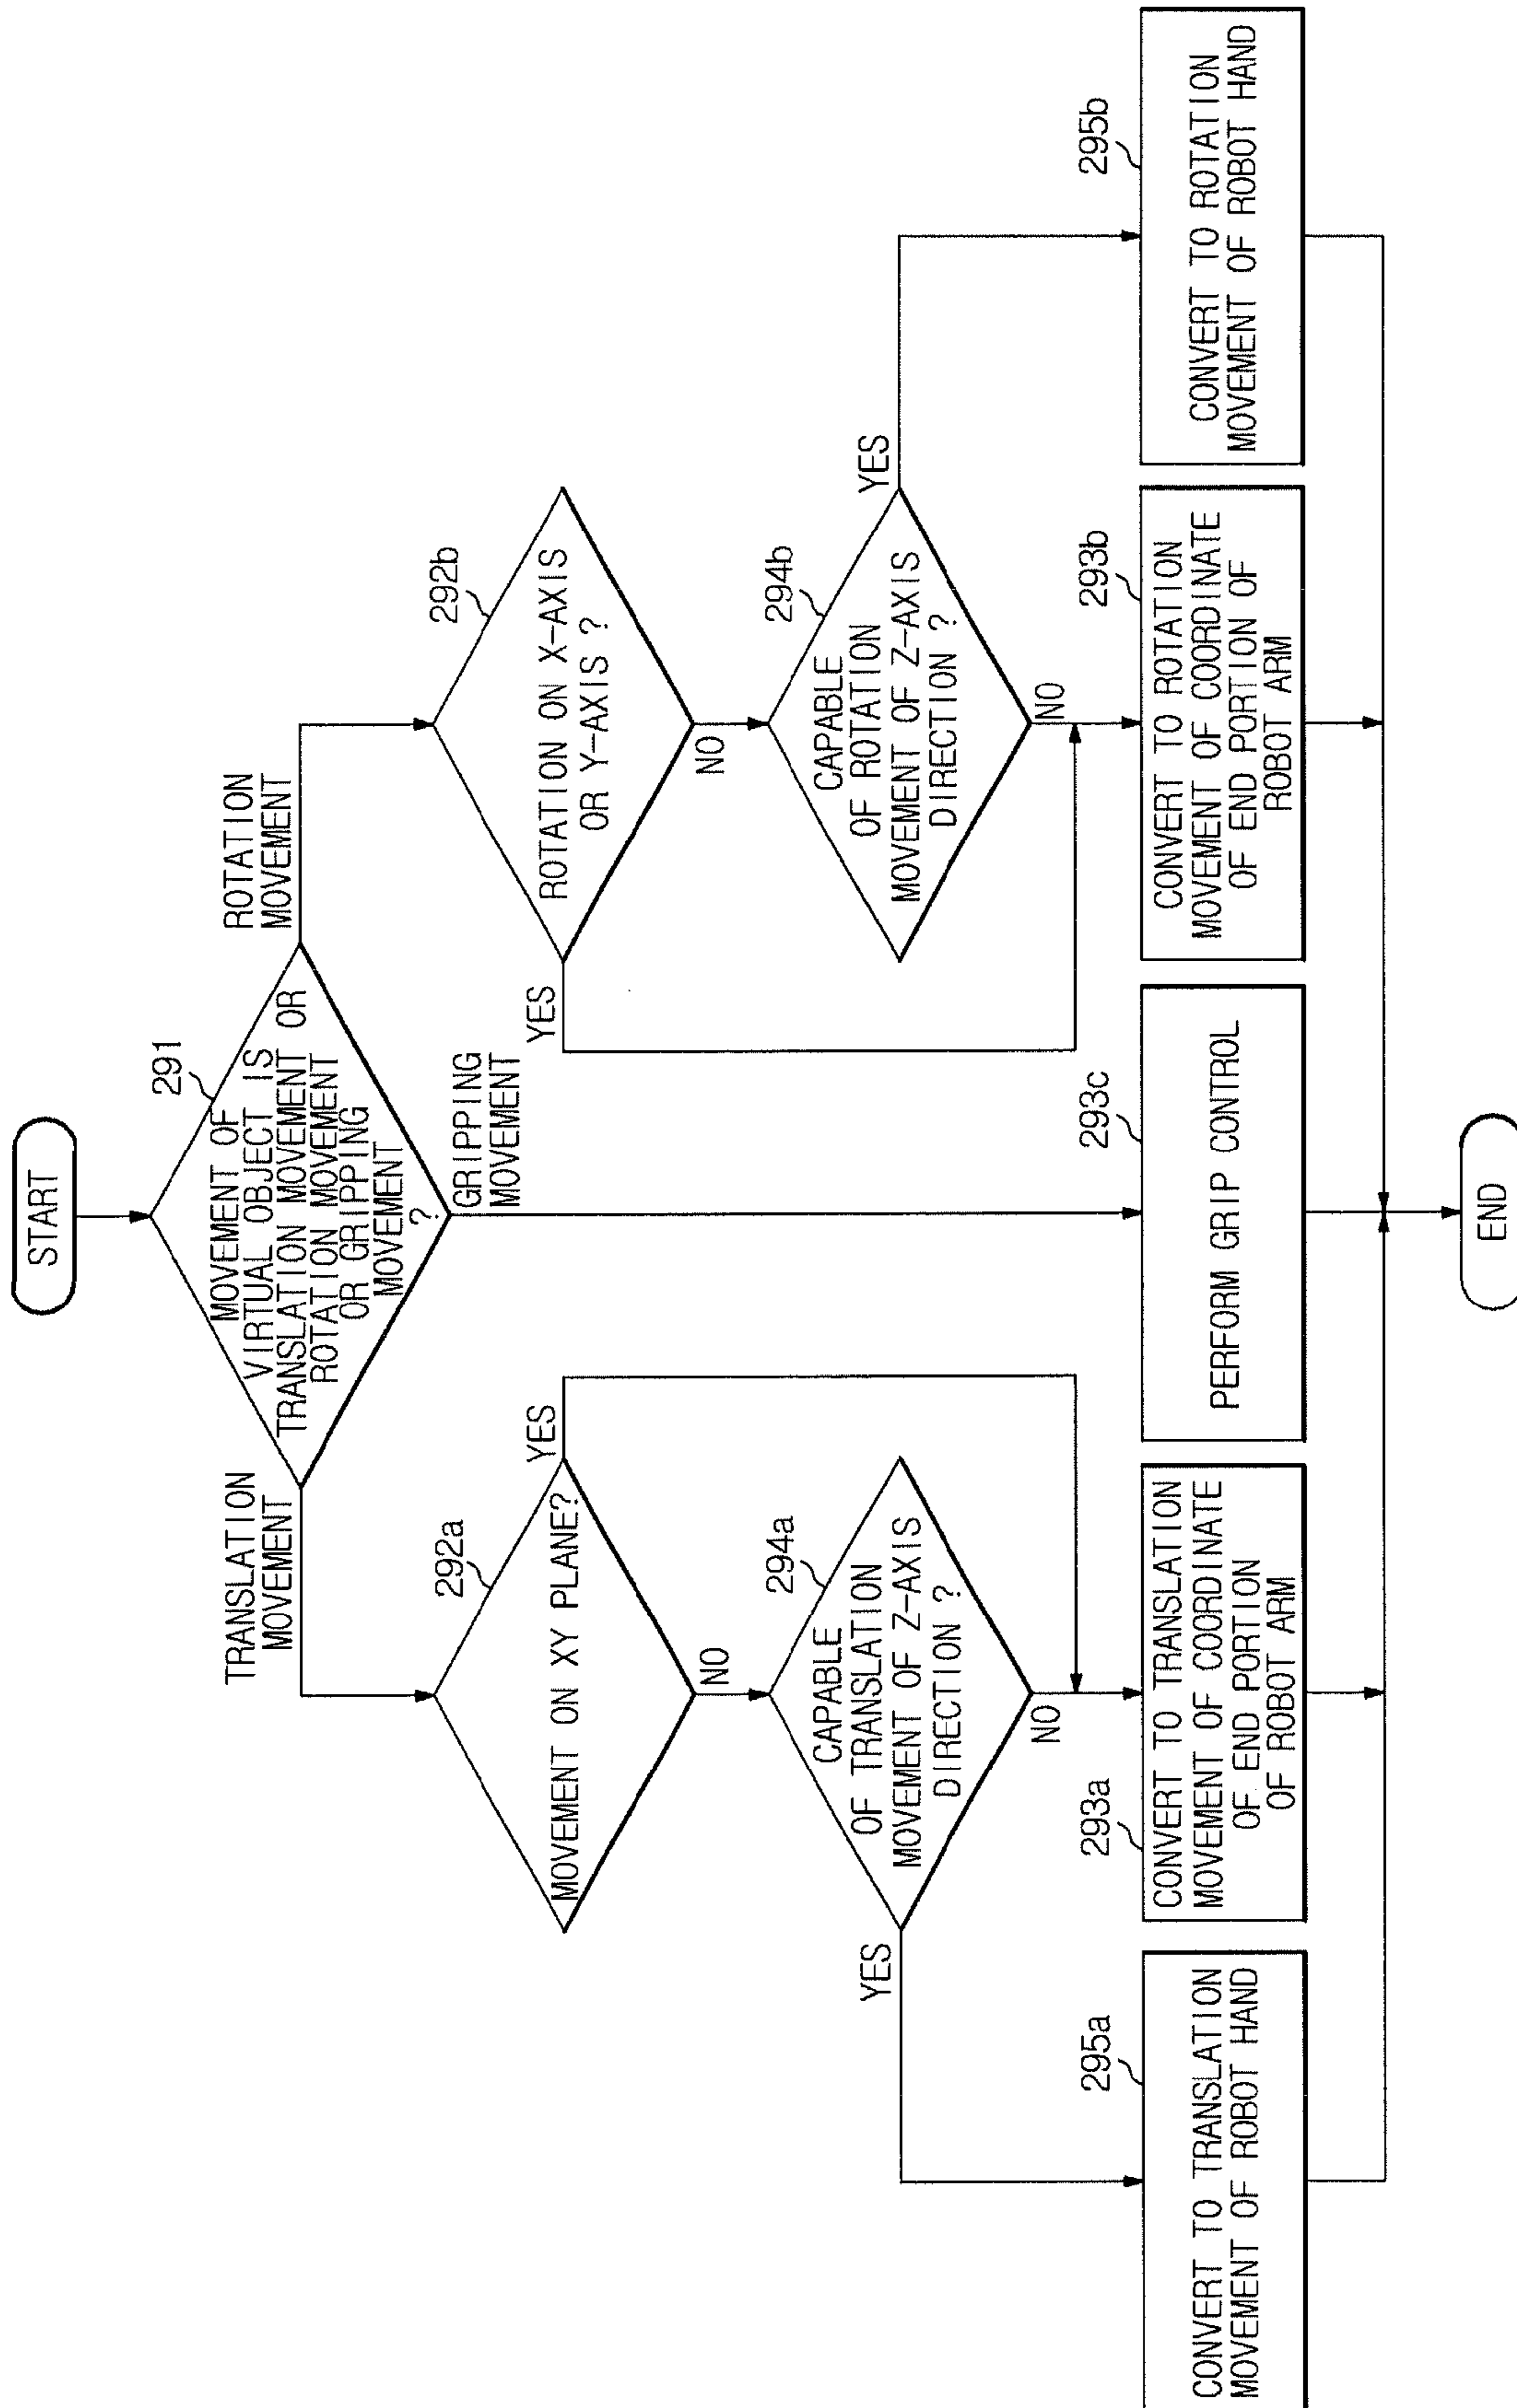 START
291
MOVEMENT OF
VIRTUAL OBJECT IS
TRANSLATION MOVEMENT OR
ROTATION MOVEMENT
OR GRIPPING
MOVEMENT
?
TRANSLATION
MOVEMENT
ROTATION
MOVEMENT
GRIPPING
MOVEMENT
292a
MOVEMENT ON XY PLANE?
YES
NO
292b
ROTATION ON X-AXIS
OR Y-AXIS ?
YES
NO
294a
CAPABLE
OF TRANSLATION
MOVEMENT OF Z-AXIS
DIRECTION ?
YES
NO
294b
CAPABLE
OF ROTATION
MOVEMENT OF Z-AXIS
DIRECTION ?
YES
NO
295a
CONVERT TO TRANSLATION
MOVEMENT OF ROBOT HAND
293a
CONVERT TO TRANSLATION
MOVEMENT OF COORDINATE
OF END PORTION
OF ROBOT ARM
293c
PERFORM GRIP CONTROL
293b
CONVERT TO ROTATION
MOVEMENT OF COORDINATE
OF END PORTION OF
ROBOT ARM
295b
CONVERT TO ROTATION
MOVEMENT OF ROBOT HAND
END